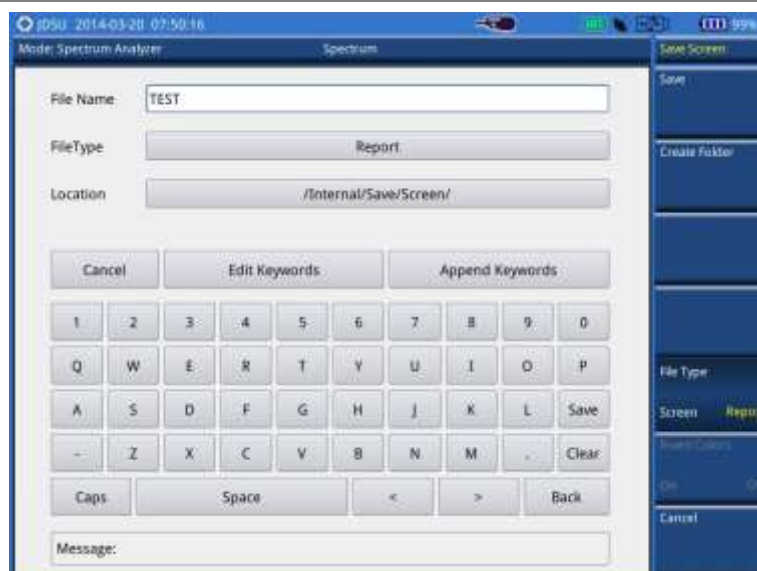 JDSU 2014-03-20 07:50:16 99%
Mode: Spectrum Analyzer Spectrum Save Screen
File Name TEST Save
FileType Report Create Folder
Location /Internal/Save/Screen/
Cancel Edit Keywords Append Keywords
1 2 3 4 5 6 7 8 9 0
Q W E R T Y U I O P File Type
A S D F G H J K L Save Screen Repor
- Z X C V B N M . Clear Invert Colors
Caps Space < > Back On
Message: Cancel